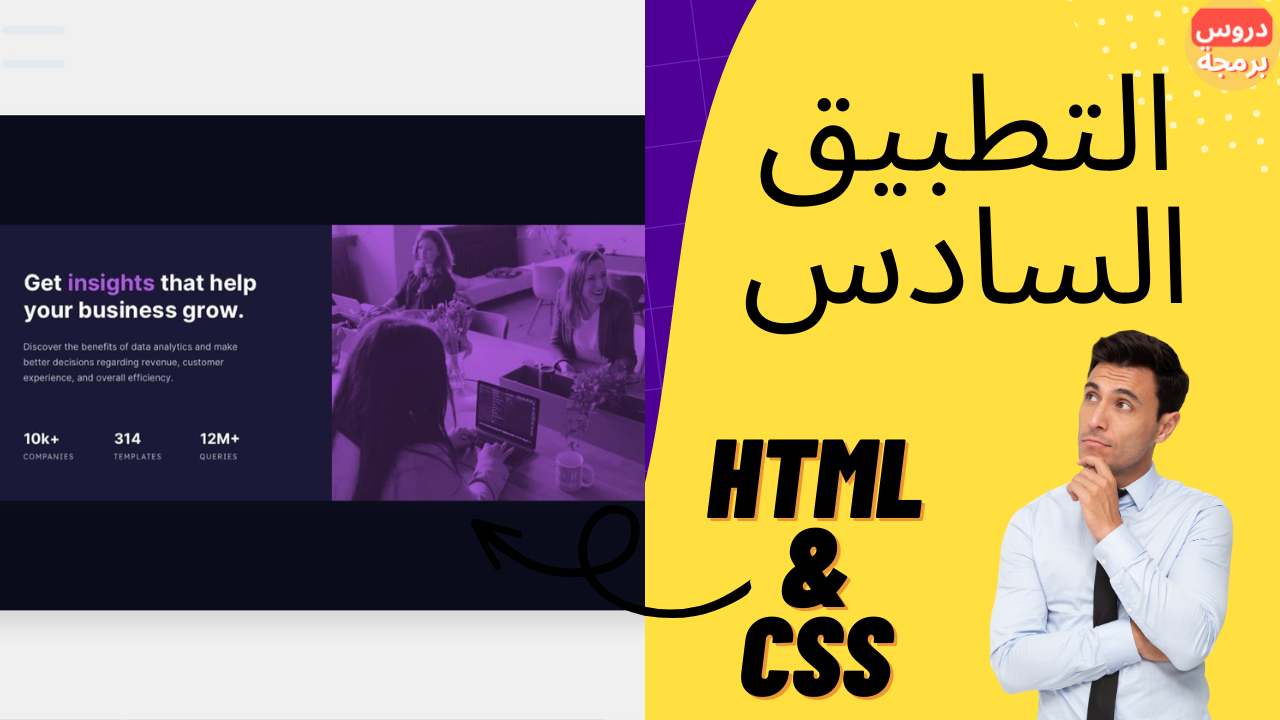 دروس
برمجة
التطبيق
السادس
HTML
&
CSS
Get insights that help
your business grow.
Discover the benefits of data analytics and make
better decisions regarding revenue, customer
experience, and overall efficiency.
10k+ 314 12M+
COMPANIES TEMPLATES QUERIES